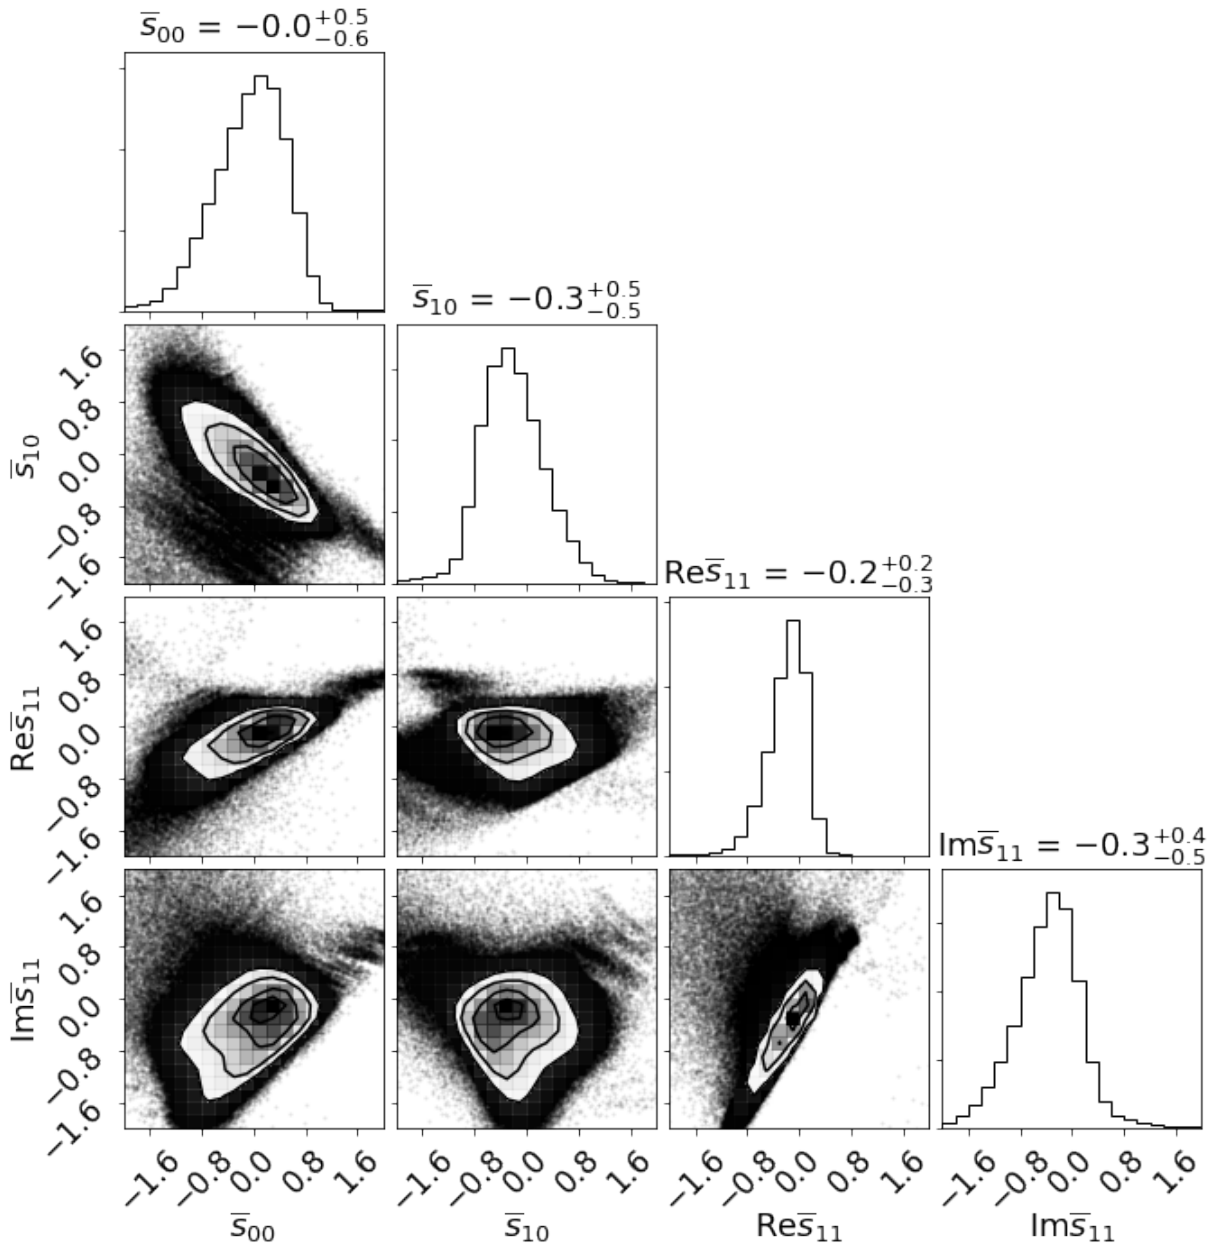 s̅₀₀ = −0.0⁺⁰·⁵₋₀.₆
s̅₁₀ = −0.3⁺⁰·⁵₋₀.₅
1.6
0.8
0.0
−0.8
−1.6
s̅₁₀
Res̅₁₁ = −0.2⁺⁰·²₋₀.₃
1.6
0.8
0.0
−0.8
−1.6
Res̅₁₁
Ims̅₁₁ = −0.3⁺⁰·⁴₋₀.₅
1.6
0.8
0.0
−0.8
−1.6
Ims̅₁₁
−1.6 −0.8 0.0 0.8 1.6 −1.6 −0.8 0.0 0.8 1.6 −1.6 −0.8 0.0 0.8 1.6 −1.6 −0.8 0.0 0.8 1.6
s̅₀₀ s̅₁₀ Res̅₁₁ Ims̅₁₁